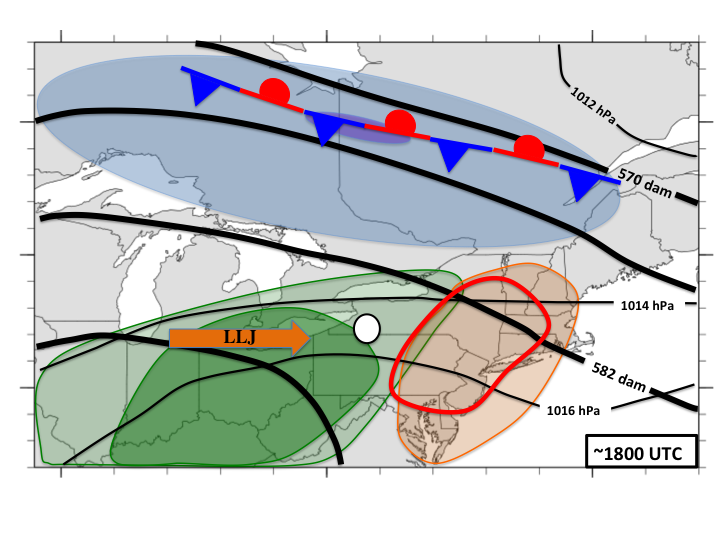 1012 hPa
570 dam
1014 hPa
LLJ
582 dam
1016 hPa
~1800 UTC